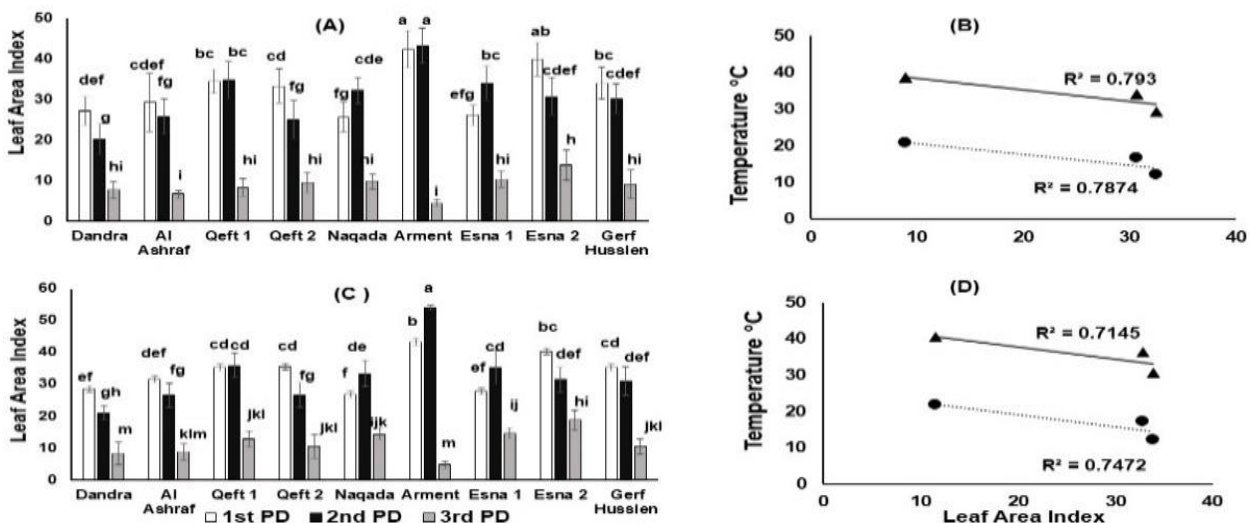 (A)
Leaf Area Index
50
40
30
20
10
0
def g hi
cdef fg i
bc bc hi
cd fg hi
fg cde hi
a a i
efg bc hi
ab cdef h
bc cdef hi
Dandra Al Ashraf Qeft 1 Qeft 2 Naqada Arment Esna 1 Esna 2 Gerf Husslen
(B)
Temperature °C
50
40
30
20
10
0
R² = 0.793
R² = 0.7874
0 10 20 30 40
(C )
Leaf Area Index
60
50
40
30
20
10
0
ef gh m
def fg klm
cd cd jkl
cd fg jkl
f de ijk
b a m
ef cd ij
bc def hi
cd def jkl
Dandra Al Ashraf Qeft 1 Qeft 2 Naqada Arment Esna 1 Esna 2 Gerf Husslen
1st PD 2nd PD 3rd PD
(D)
Temperature °C
50
40
30
20
10
0
R² = 0.7145
R² = 0.7472
0 10 20 30 40
Leaf Area Index